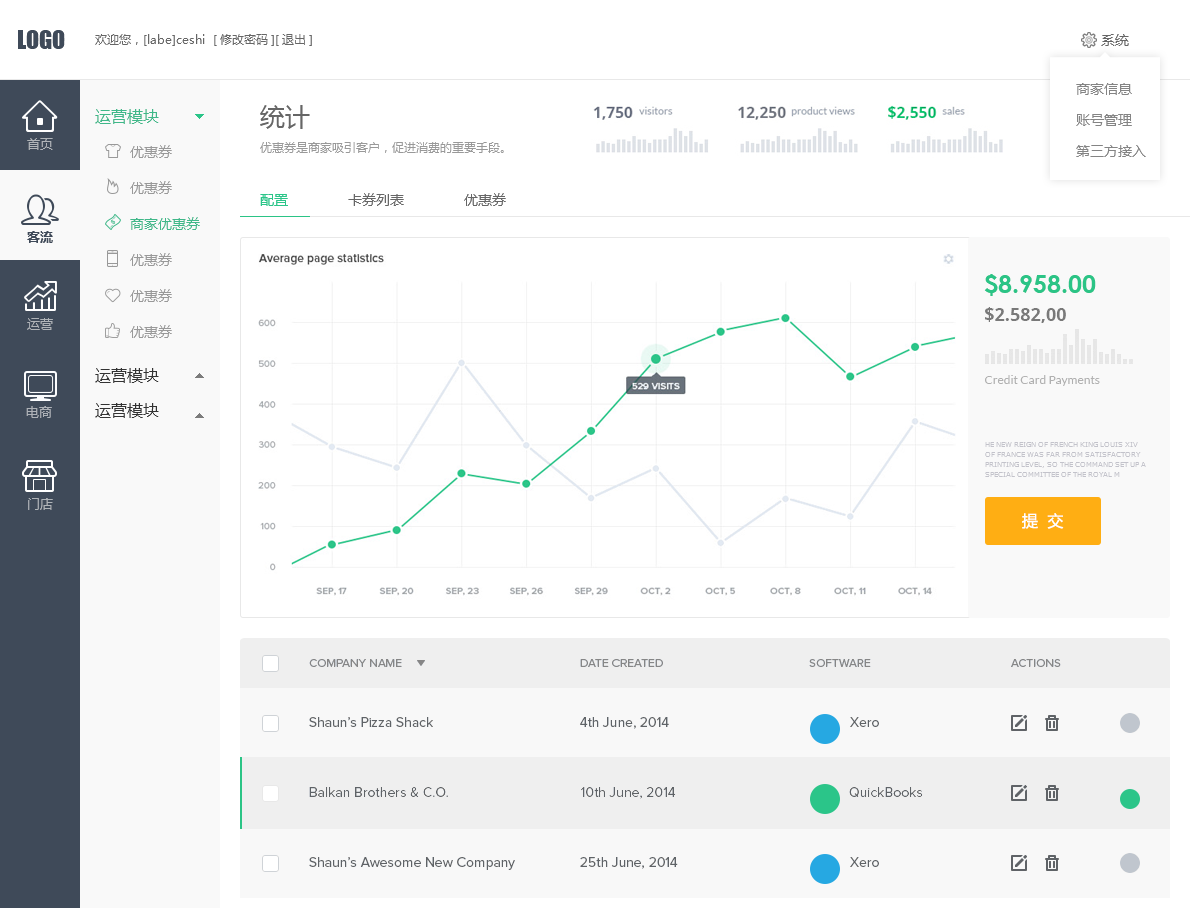 LOGO
欢迎您，[labe]ceshi [ 修改密码 ][ 退出 ]
系统
商家信息
账号管理
第三方接入
首页
客流
运营
电商
门店
运营模块
优惠券
优惠券
商家优惠券
优惠券
优惠券
优惠券
运营模块
运营模块
统计
优惠券是商家吸引客户，促进消费的重要手段。
1,750 visitors
12,250 product views
$2,550 sales
配置
卡券列表
优惠券
Average page statistics
600
500
400
300
200
100
0
529 VISITS
SEP, 17 SEP, 20 SEP, 23 SEP, 26 SEP, 29 OCT, 2 OCT, 5 OCT, 8 OCT, 11 OCT, 14
$8.958.00
$2.582,00
Credit Card Payments
HE NEW REIGN OF FRENCH KING LOUIS XIV
OF FRANCE WAS FAR FROM SATISFACTORY
PRINTING LEVEL, SO THE COMMAND SET UP A
SPECIAL COMMITTEE OF THE ROYAL M
提 交
COMPANY NAME DATE CREATED SOFTWARE ACTIONS
Shaun’s Pizza Shack 4th June, 2014 Xero
Balkan Brothers & C.O. 10th June, 2014 QuickBooks
Shaun’s Awesome New Company 25th June, 2014 Xero